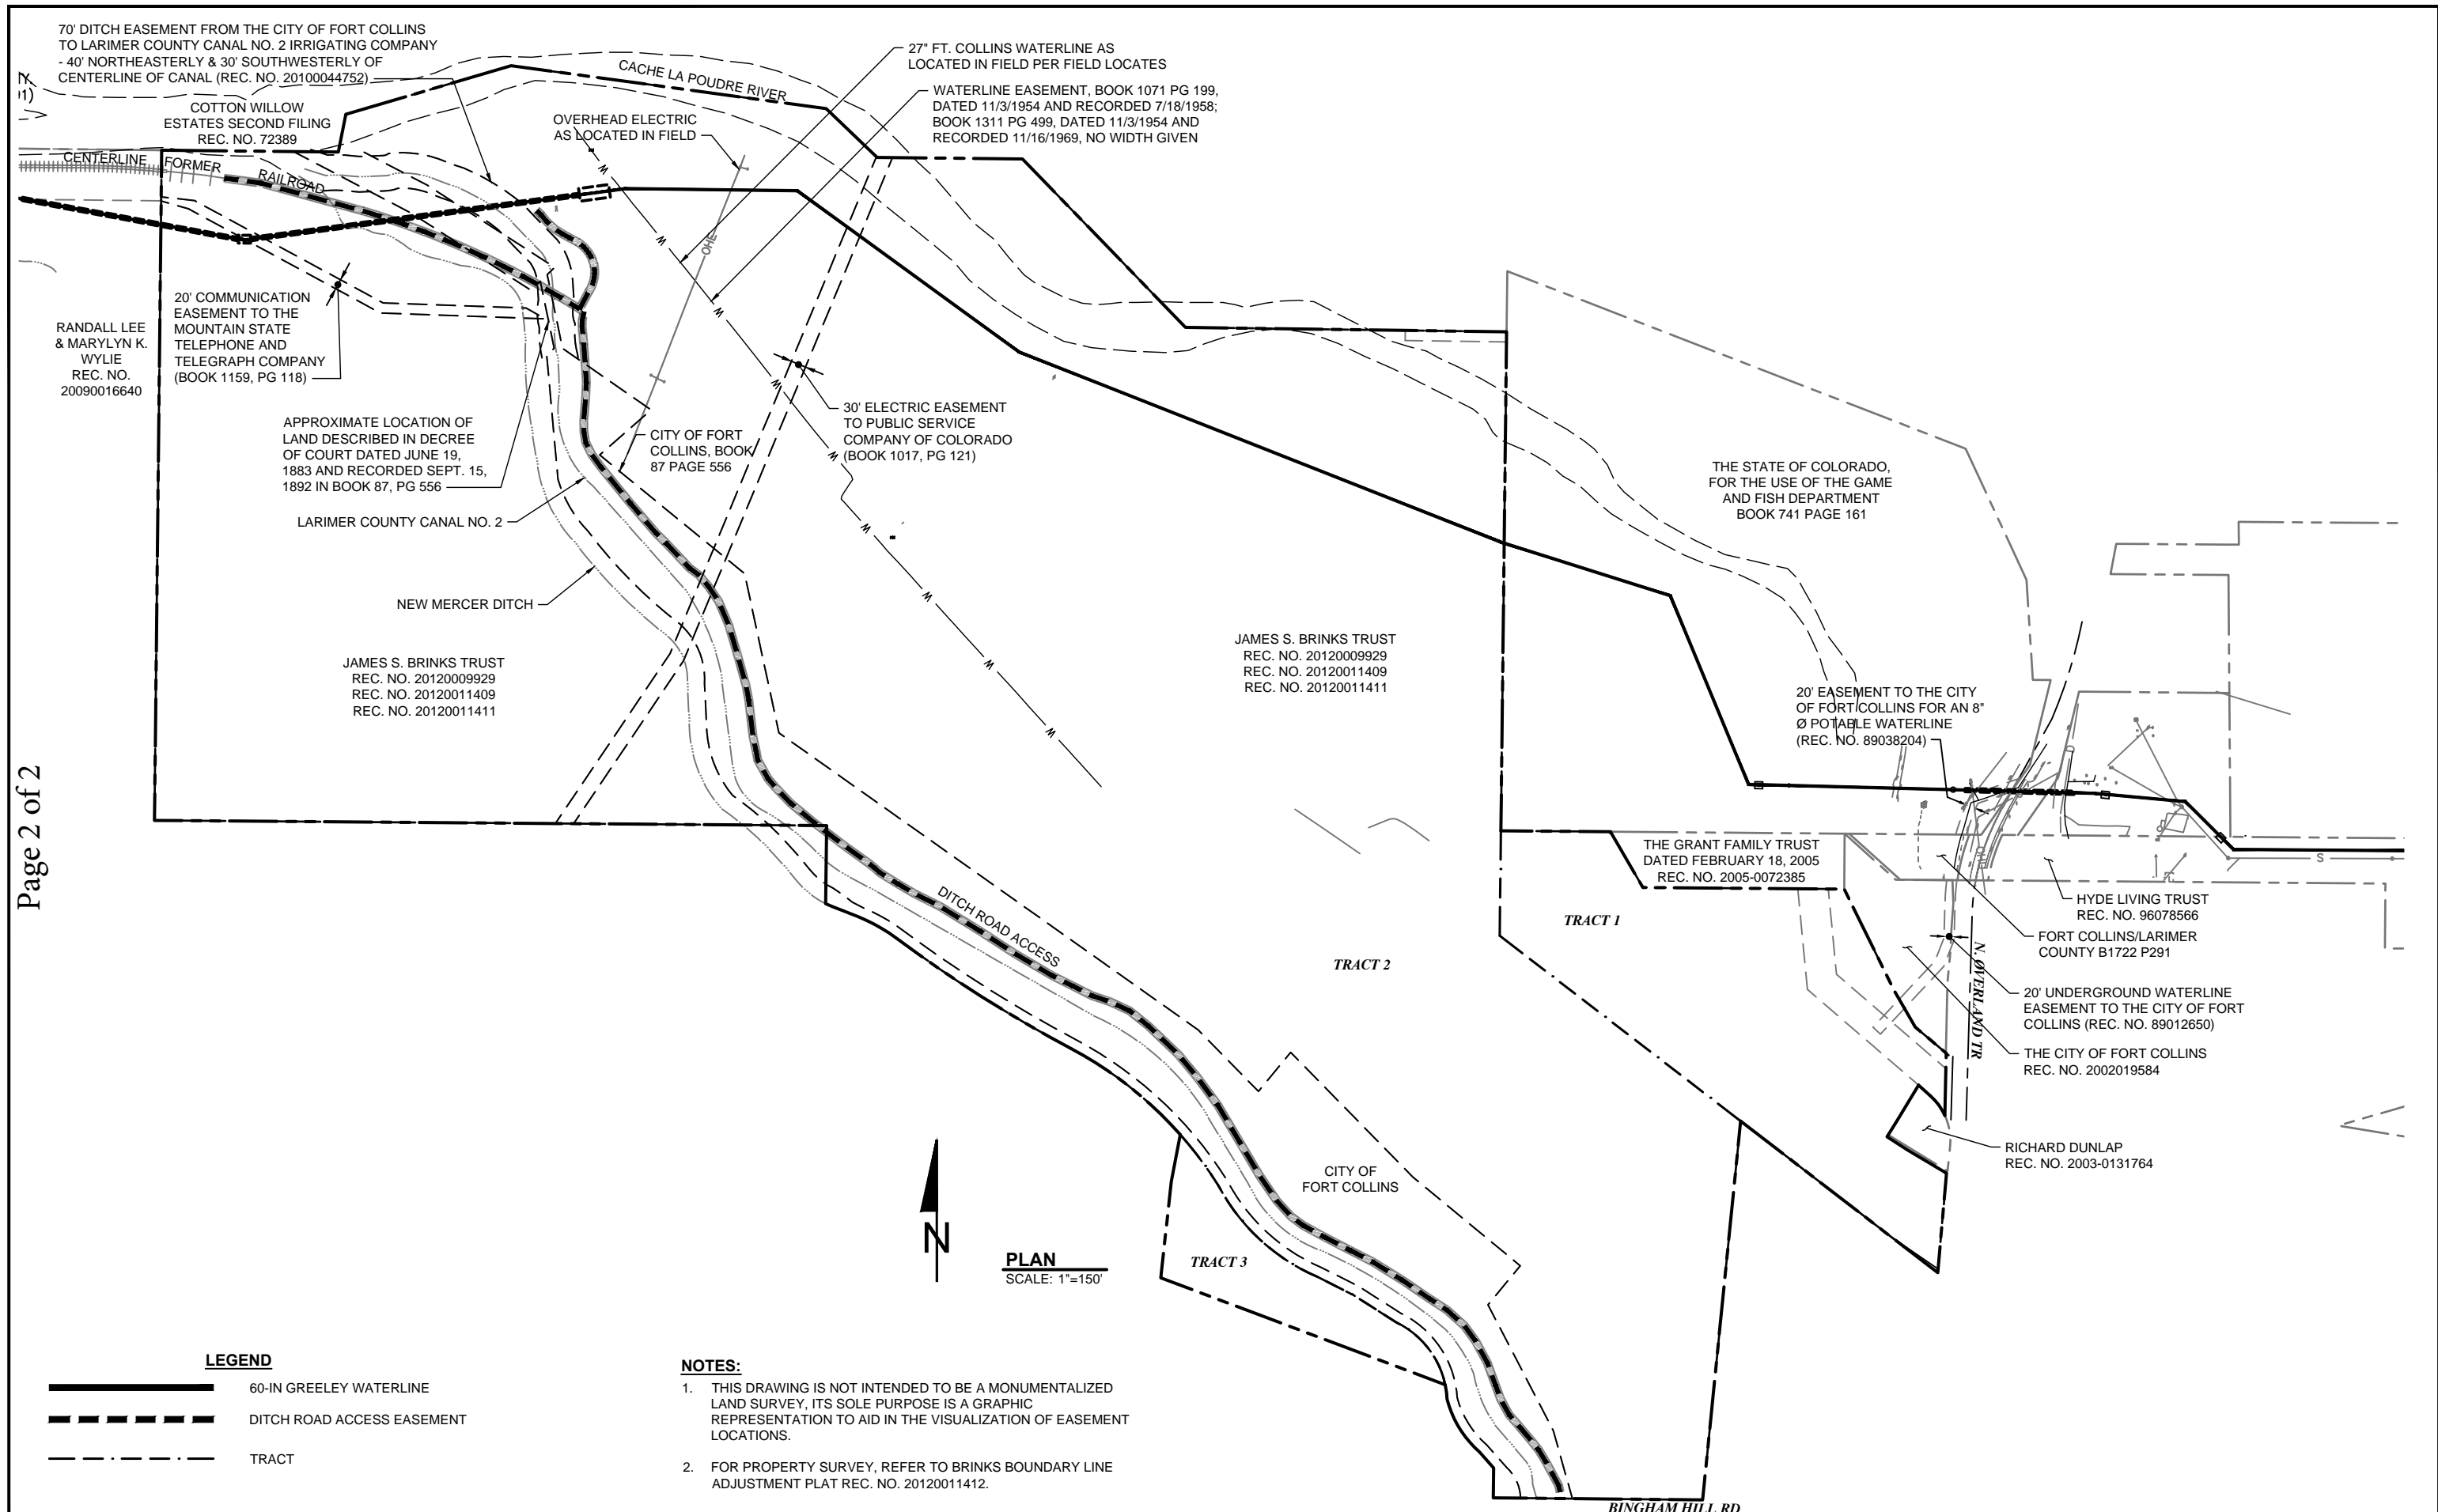 70' DITCH EASEMENT FROM THE CITY OF FORT COLLINS
TO LARIMER COUNTY CANAL NO. 2 IRRIGATING COMPANY
- 40' NORTHEASTERLY & 30' SOUTHWESTERLY OF
CENTERLINE OF CANAL (REC. NO. 20100044752)
COTTON WILLOW
ESTATES SECOND FILING
REC. NO. 72389
CENTERLINE FORMER RAILROAD
CACHE LA POUDRE RIVER
OVERHEAD ELECTRIC
AS LOCATED IN FIELD
27" FT. COLLINS WATERLINE AS
LOCATED IN FIELD PER FIELD LOCATES
WATERLINE EASEMENT, BOOK 1071 PG 199,
DATED 11/3/1954 AND RECORDED 7/18/1958;
BOOK 1311 PG 499, DATED 11/3/1954 AND
RECORDED 11/16/1969, NO WIDTH GIVEN
W
W
W
W
W
W
W
W
W
W
OHE
RANDALL LEE
& MARYLYN K.
WYLIE
REC. NO.
20090016640
20' COMMUNICATION
EASEMENT TO THE
MOUNTAIN STATE
TELEPHONE AND
TELEGRAPH COMPANY
(BOOK 1159, PG 118)
APPROXIMATE LOCATION OF
LAND DESCRIBED IN DECREE
OF COURT DATED JUNE 19,
1883 AND RECORDED SEPT. 15,
1892 IN BOOK 87, PG 556
LARIMER COUNTY CANAL NO. 2
NEW MERCER DITCH
CITY OF FORT
COLLINS, BOOK
87 PAGE 556
30' ELECTRIC EASEMENT
TO PUBLIC SERVICE
COMPANY OF COLORADO
(BOOK 1017, PG 121)
THE STATE OF COLORADO,
FOR THE USE OF THE GAME
AND FISH DEPARTMENT
BOOK 741 PAGE 161
JAMES S. BRINKS TRUST
REC. NO. 20120009929
REC. NO. 20120011409
REC. NO. 20120011411
JAMES S. BRINKS TRUST
REC. NO. 20120009929
REC. NO. 20120011409
REC. NO. 20120011411
20' EASEMENT TO THE CITY
OF FORT COLLINS FOR AN 8"
Ø POTABLE WATERLINE
(REC. NO. 89038204)
THE GRANT FAMILY TRUST
DATED FEBRUARY 18, 2005
REC. NO. 2005-0072385
OHE
S
HYDE LIVING TRUST
REC. NO. 96078566
FORT COLLINS/LARIMER
COUNTY B1722 P291
20' UNDERGROUND WATERLINE
EASEMENT TO THE CITY OF FORT
COLLINS (REC. NO. 89012650)
THE CITY OF FORT COLLINS
REC. NO. 2002019584
N. OVERLAND TR
RICHARD DUNLAP
REC. NO. 2003-0131764
TRACT 1
TRACT 2
DITCH ROAD ACCESS
CITY OF
FORT COLLINS
TRACT 3
BINGHAM HILL RD
N
PLAN
SCALE: 1"=150'
LEGEND
60-IN GREELEY WATERLINE
DITCH ROAD ACCESS EASEMENT
TRACT
NOTES:
1. THIS DRAWING IS NOT INTENDED TO BE A MONUMENTALIZED
LAND SURVEY, ITS SOLE PURPOSE IS A GRAPHIC
REPRESENTATION TO AID IN THE VISUALIZATION OF EASEMENT
LOCATIONS.
2. FOR PROPERTY SURVEY, REFER TO BRINKS BOUNDARY LINE
ADJUSTMENT PLAT REC. NO. 20120011412.
Page 2 of 2